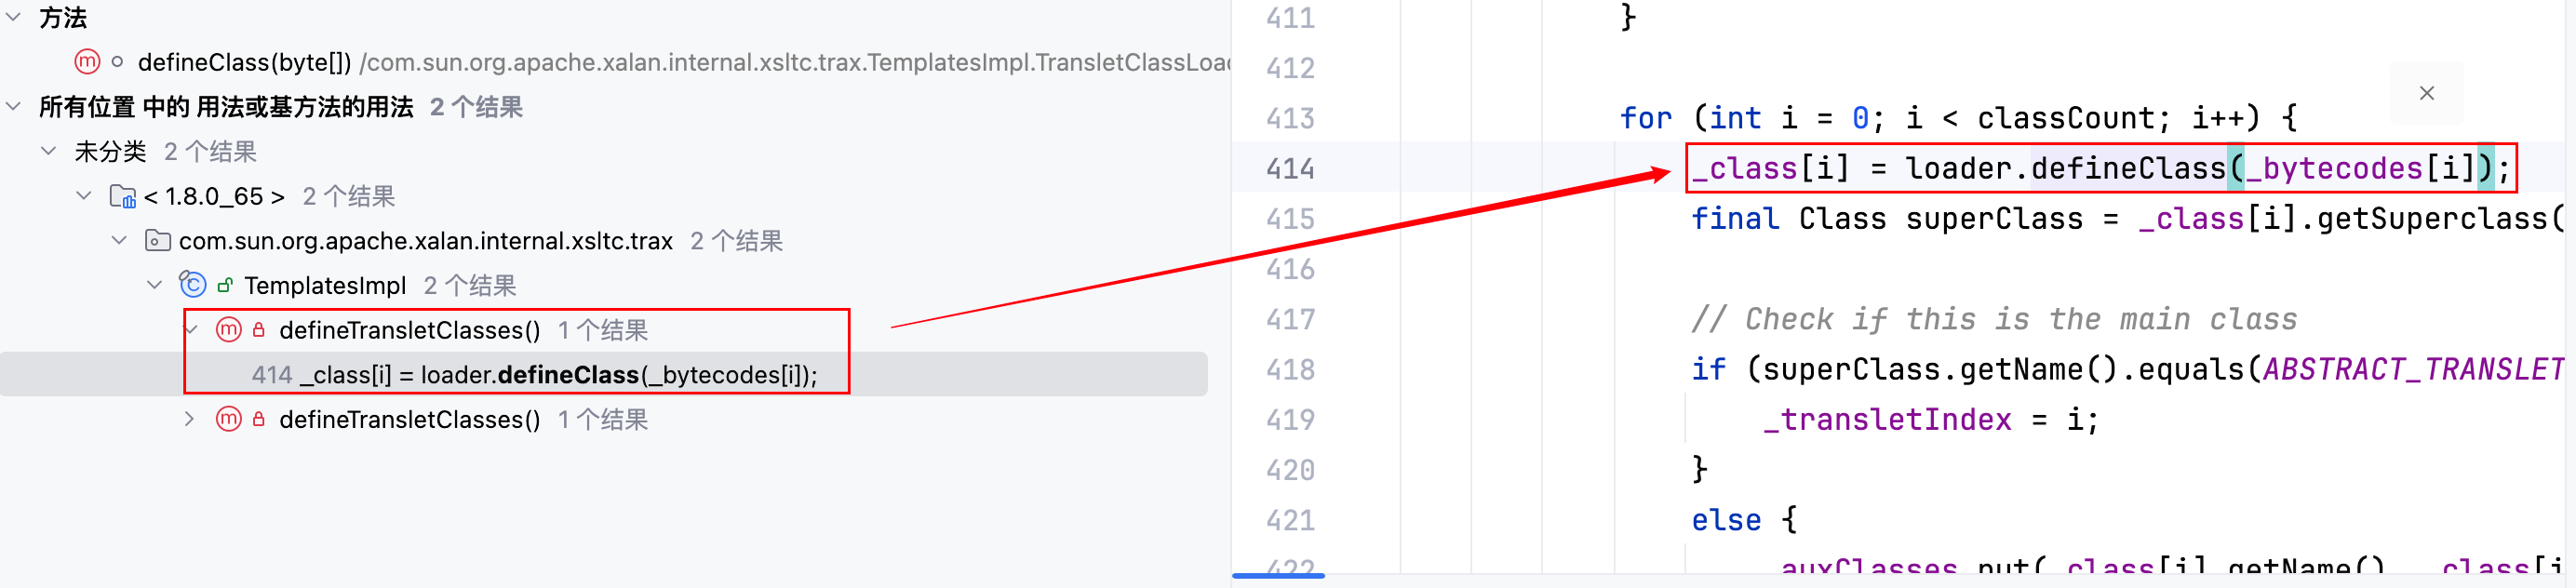 方法
m defineClass(byte[]) /com.sun.org.apache.xalan.internal.xsltc.trax.TemplatesImpl.TransletClassLoa
所有位置 中的 用法或基方法的用法 2 个结果
未分类 2 个结果
< 1.8.0_65 > 2 个结果
com.sun.org.apache.xalan.internal.xsltc.trax 2 个结果
C TemplatesImpl 2 个结果
m defineTransletClasses() 1 个结果
414 _class[i] = loader.defineClass(_bytecodes[i]);
m defineTransletClasses() 1 个结果
411 }
412
413 for (int i = 0; i < classCount; i++) {
414 _class[i] = loader.defineClass(_bytecodes[i]);
415 final Class superClass = _class[i].getSuperclass(
416
417 // Check if this is the main class
418 if (superClass.getName().equals(ABSTRACT_TRANSLET
419 _transletIndex = i;
420 }
421 else {
422 _auxClasses.put(_class[i].getName(), _class[i